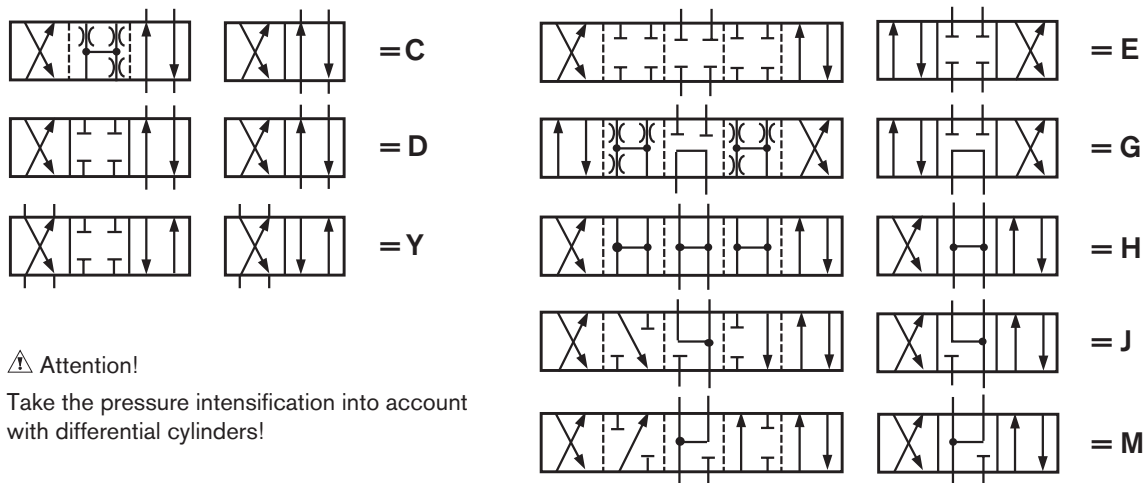 = C
= D
= Y
⚠ Attention!
Take the pressure intensification into account
with differential cylinders!
= E
= G
= H
= J
= M